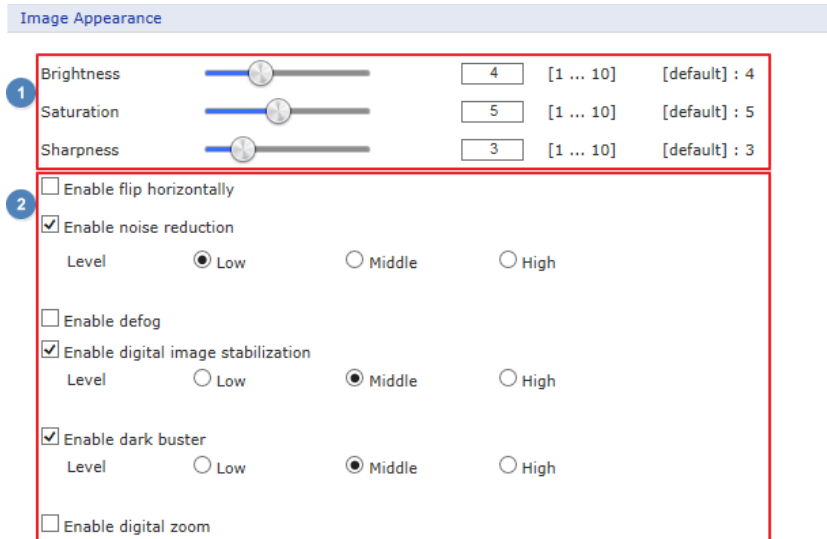 Image Appearance
1
Brightness 4 [1 ... 10] [default] : 4
Saturation 5 [1 ... 10] [default] : 5
Sharpness 3 [1 ... 10] [default] : 3
2
Enable flip horizontally
Enable noise reduction
Level Low Middle High
Enable defog
Enable digital image stabilization
Level Low Middle High
Enable dark buster
Level Low Middle High
Enable digital zoom